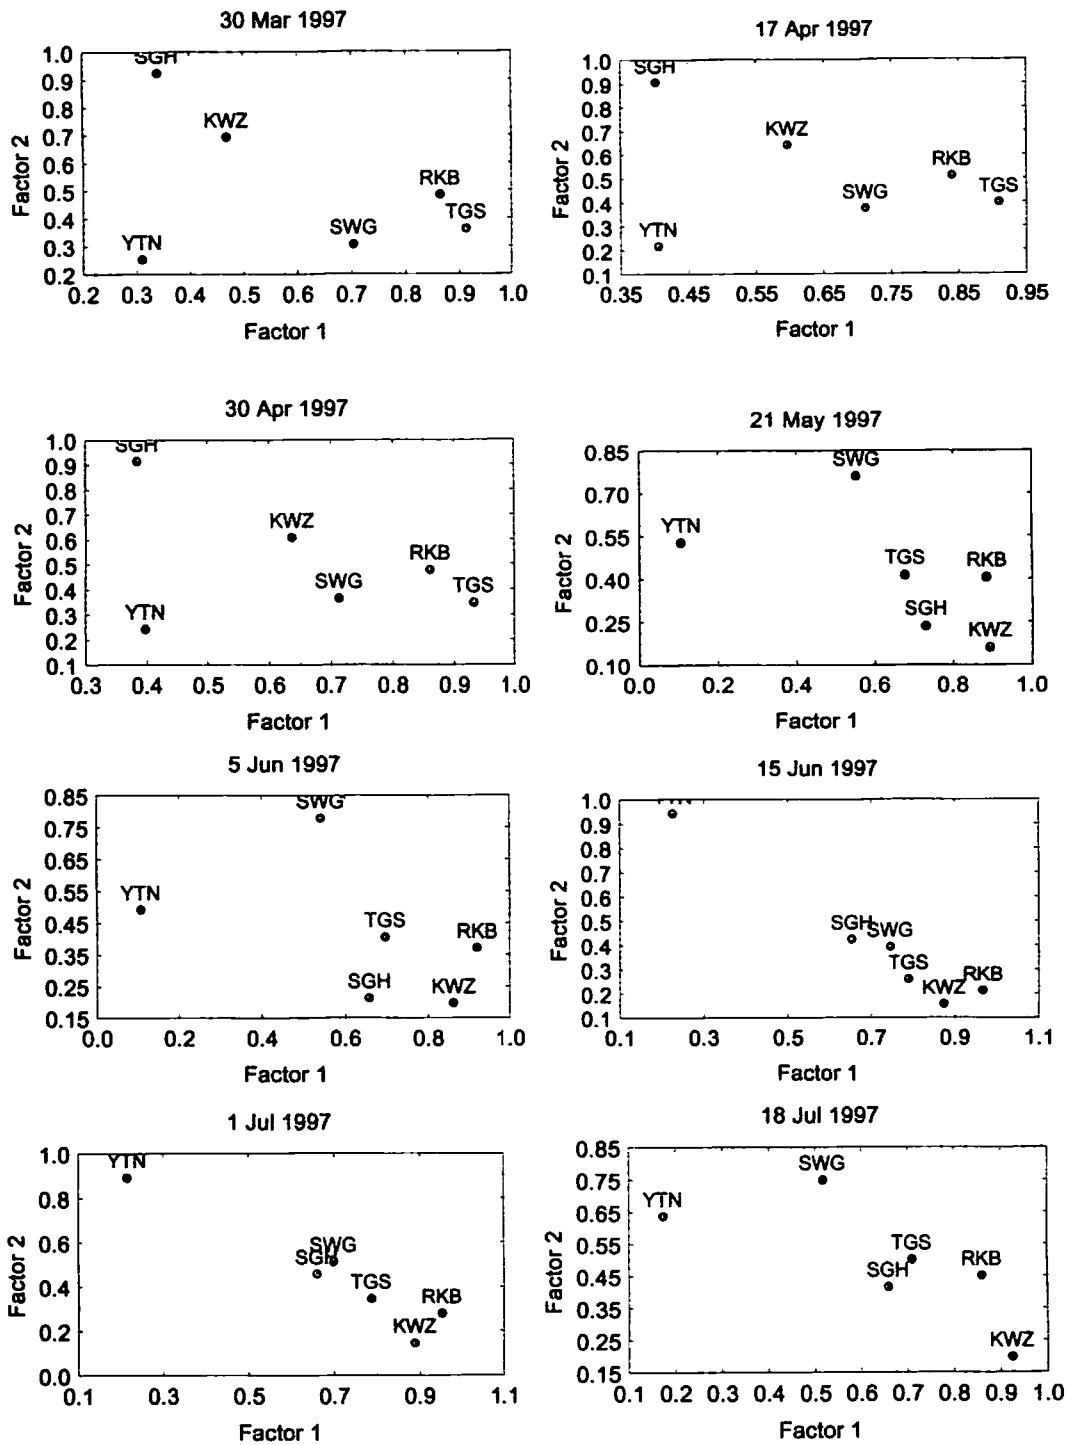 30 Mar 1997
1.0
0.9
0.8
0.7
0.6
0.5
0.4
0.3
0.2
Factor 2
SGH
KWZ
RKB
TGS
SWG
YTN
0.2 0.3 0.4 0.5 0.6 0.7 0.8 0.9 1.0
Factor 1
17 Apr 1997
1.0
0.9
0.8
0.7
0.6
0.5
0.4
0.3
0.2
0.1
Factor 2
SGH
KWZ
RKB
TGS
SWG
YTN
0.35 0.45 0.55 0.65 0.75 0.85 0.95
Factor 1
30 Apr 1997
1.0
0.9
0.8
0.7
0.6
0.5
0.4
0.3
0.2
0.1
Factor 2
SGH
KWZ
RKB
SWG
TGS
YTN
0.3 0.4 0.5 0.6 0.7 0.8 0.9 1.0
Factor 1
21 May 1997
0.85
0.70
0.55
0.40
0.25
0.10
Factor 2
SWG
YTN
TGS
RKB
SGH
KWZ
0.0 0.2 0.4 0.6 0.8 1.0
Factor 1
5 Jun 1997
0.85
0.75
0.65
0.55
0.45
0.35
0.25
0.15
Factor 2
SWG
YTN
TGS
RKB
SGH
KWZ
0.0 0.2 0.4 0.6 0.8 1.0
Factor 1
15 Jun 1997
1.0
0.9
0.8
0.7
0.6
0.5
0.4
0.3
0.2
0.1
Factor 2
SGH
SWG
TGS
RKB
KWZ
0.1 0.3 0.5 0.7 0.9 1.1
Factor 1
1 Jul 1997
1.0
0.8
0.6
0.4
0.2
0.0
Factor 2
YTN
SWG
SGH
TGS
RKB
KWZ
0.1 0.3 0.5 0.7 0.9 1.1
Factor 1
18 Jul 1997
0.85
0.75
0.65
0.55
0.45
0.35
0.25
0.15
Factor 2
SWG
YTN
TGS
SGH
RKB
KWZ
0.1 0.2 0.3 0.4 0.5 0.6 0.7 0.8 0.9 1.0
Factor 1